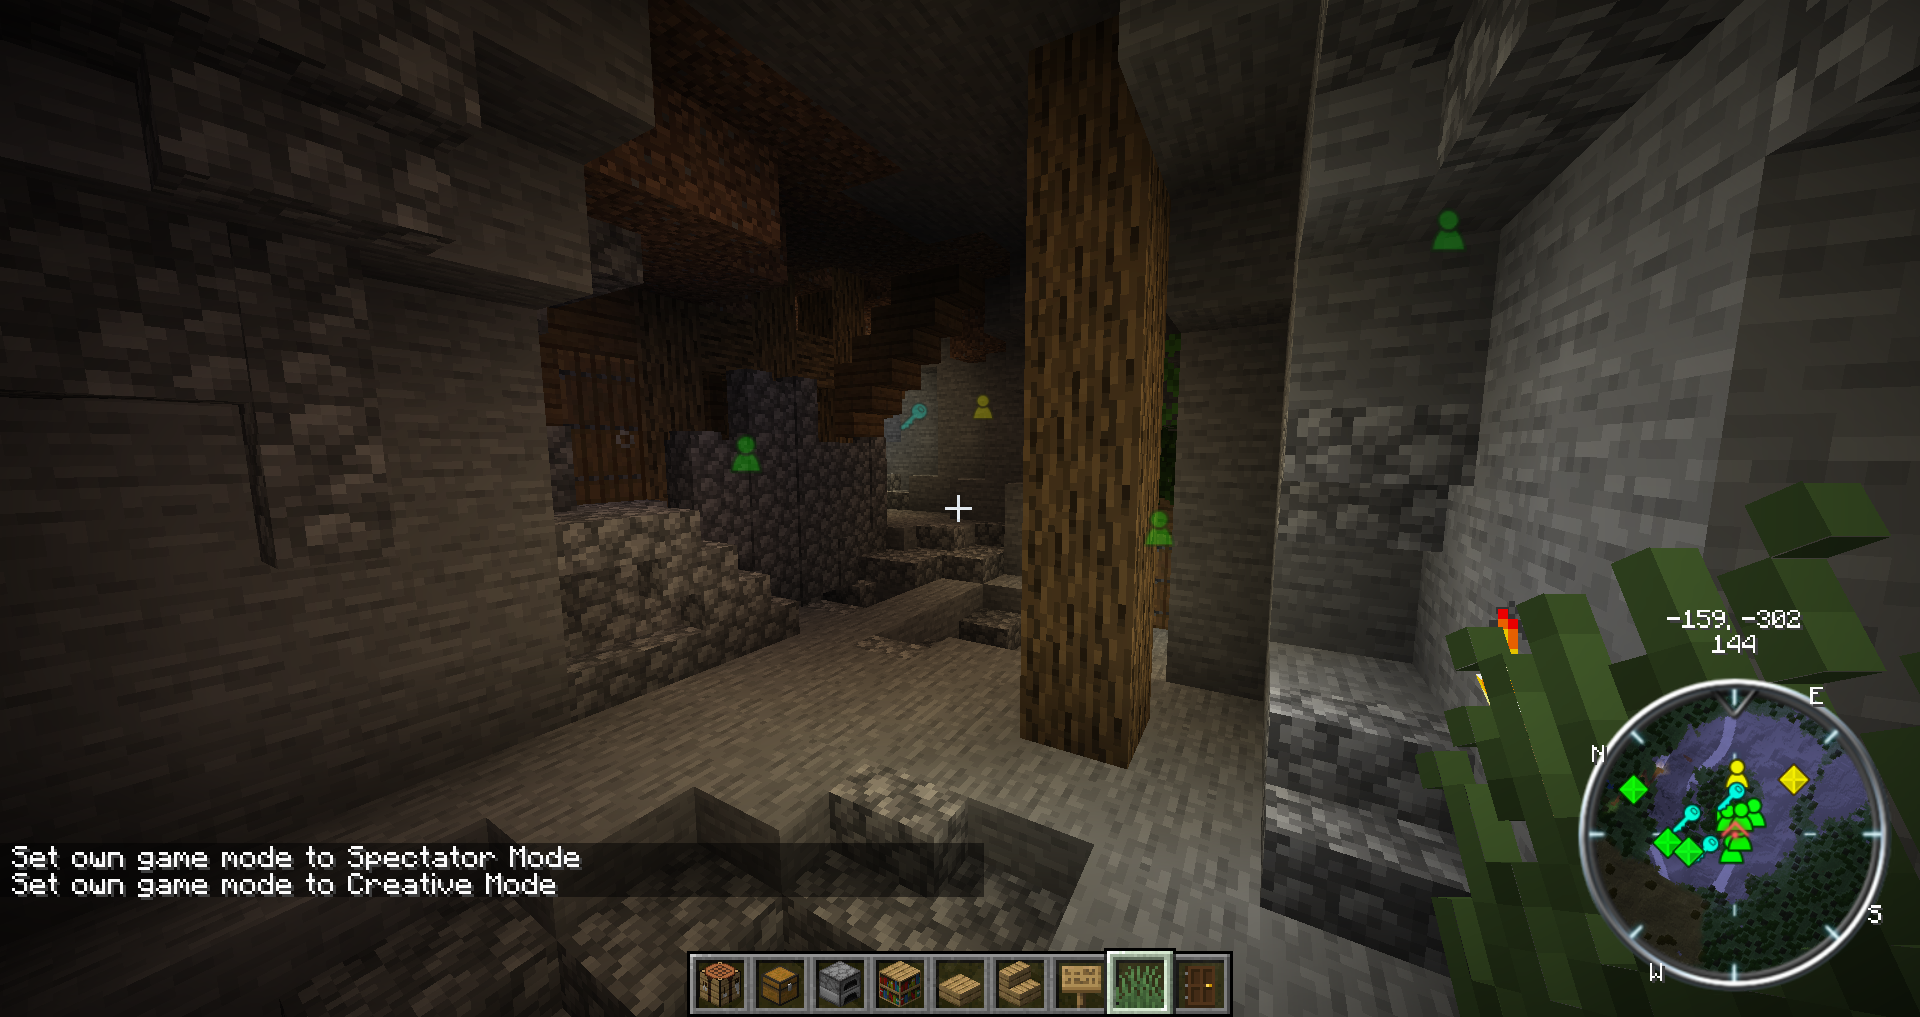 -159, -302
144
E
N
S
W
Set own game mode to Spectator Mode
Set own game mode to Creative Mode